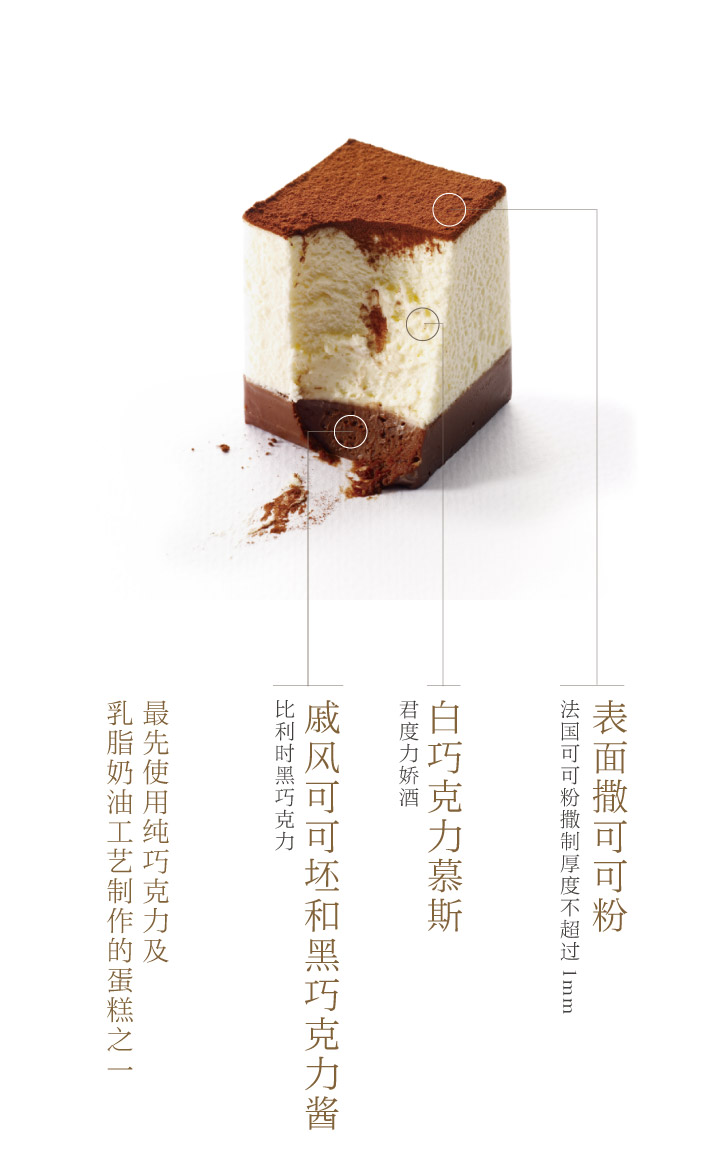 表面撒可可粉
法国可可粉撒制厚度不超过 1mm
白巧克力慕斯
君度力娇酒
戚风可可坯和黑巧克力酱
比利时黑巧克力
最先使用纯巧克力及
乳脂奶油工艺制作的蛋糕之一